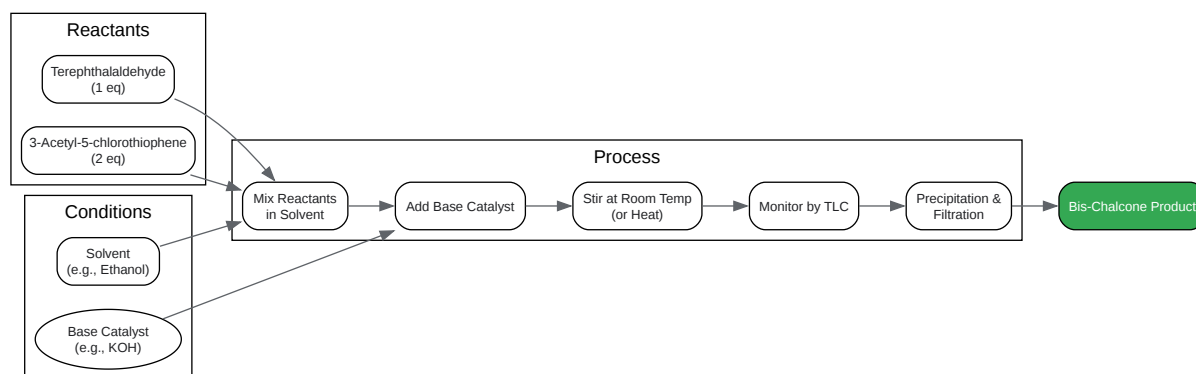 Reactants
Terephthalaldehyde
(1 eq)
3-Acetyl-5-chlorothiophene
(2 eq)
Conditions
Solvent
(e.g., Ethanol)
Base Catalyst
(e.g., KOH)
Process
Mix Reactants
in Solvent
Add Base Catalyst
Stir at Room Temp
(or Heat)
Monitor by TLC
Precipitation &
Filtration
Bis-Chalcone Product